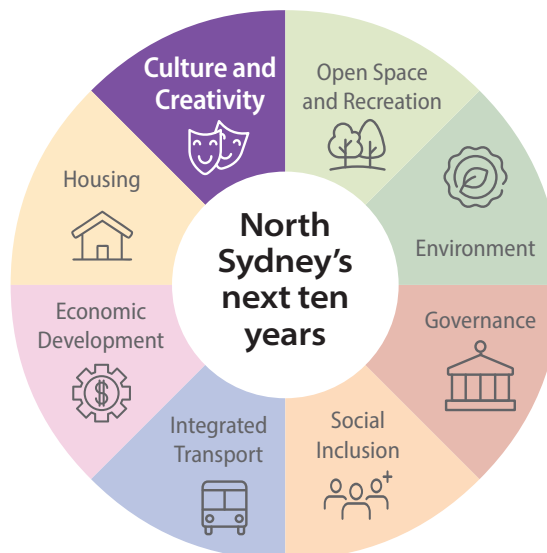 Culture and
Creativity
Open Space
and Recreation
Environment
Governance
Social
Inclusion
Integrated
Transport
Economic
Development
$
Housing
North
Sydney’s
next ten
years